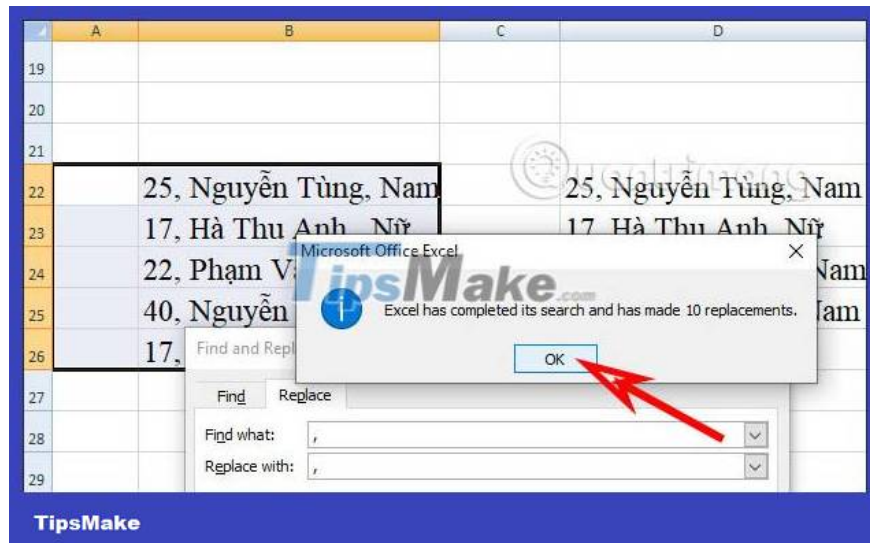 A B C D
19
20
21
22 25, Nguyễn Tùng, Nam 25, Nguyễn Tùng, Nam
Quantrimang
23 17, Hà Thu Anh, Nữ 17, Hà Thu Anh, Nữ
Microsoft Office Excel
24 22, Phạm V Nam
TipsMake.com
Excel has completed its search and has made 10 replacements.
25 40, Nguyễn
26 17,
OK
Find and Repl
27 Find Replace
28 Find what: ,
Replace with: ,
29
TipsMake